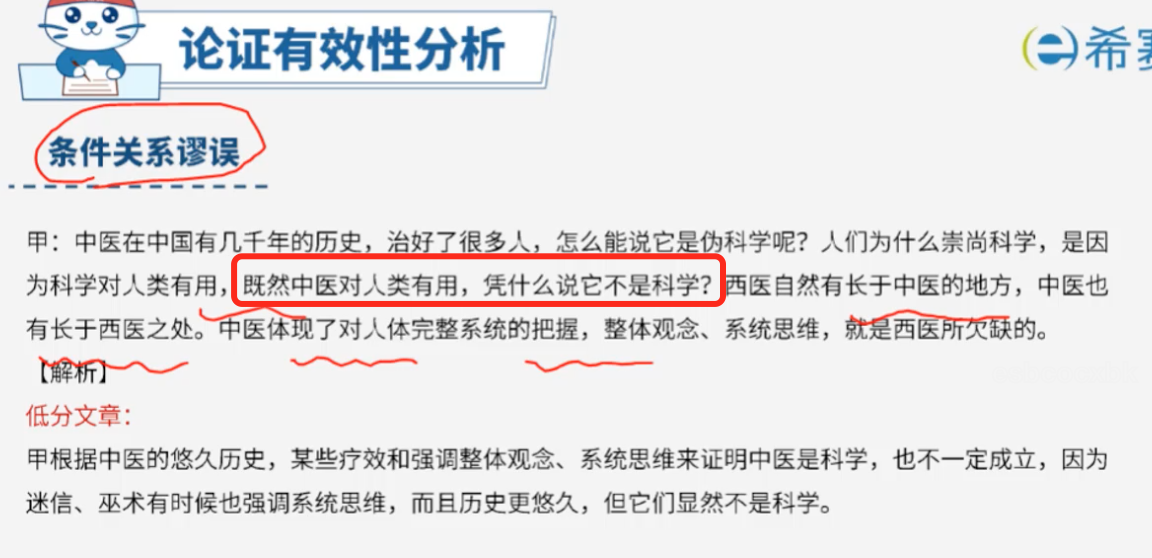 论证有效性分析
希赛
条件关系谬误
甲：中医在中国有几千年的历史，治好了很多人，怎么能说它是伪科学呢？人们为什么崇尚科学，是因
为科学对人类有用，既然中医对人类有用，凭什么说它不是科学？西医自然有长于中医的地方，中医也
有长于西医之处。中医体现了对人体完整系统的把握，整体观念、系统思维，就是西医所欠缺的。
【解析】
低分文章：
甲根据中医的悠久历史，某些疗效和强调整体观念、系统思维来证明中医是科学，也不一定成立，因为
迷信、巫术有时候也强调系统思维，而且历史更悠久，但它们显然不是科学。